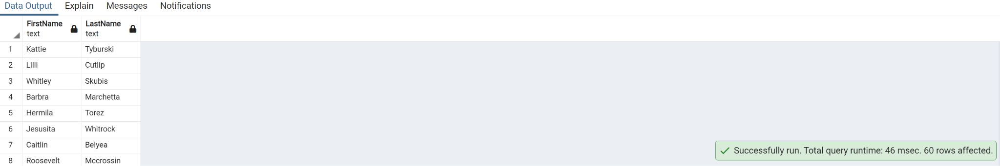 Data Output Explain Messages Notifications
FirstName LastName
text text
1 Kattie Tyburski
2 Lilli Cutlip
3 Whitley Skubis
4 Barbra Marchetta
5 Hermila Torez
6 Jesusita Whitrock
7 Caitlin Belyea
Successfully run. Total query runtime: 46 msec. 60 rows affected.
8 Roosevelt Mccrossin